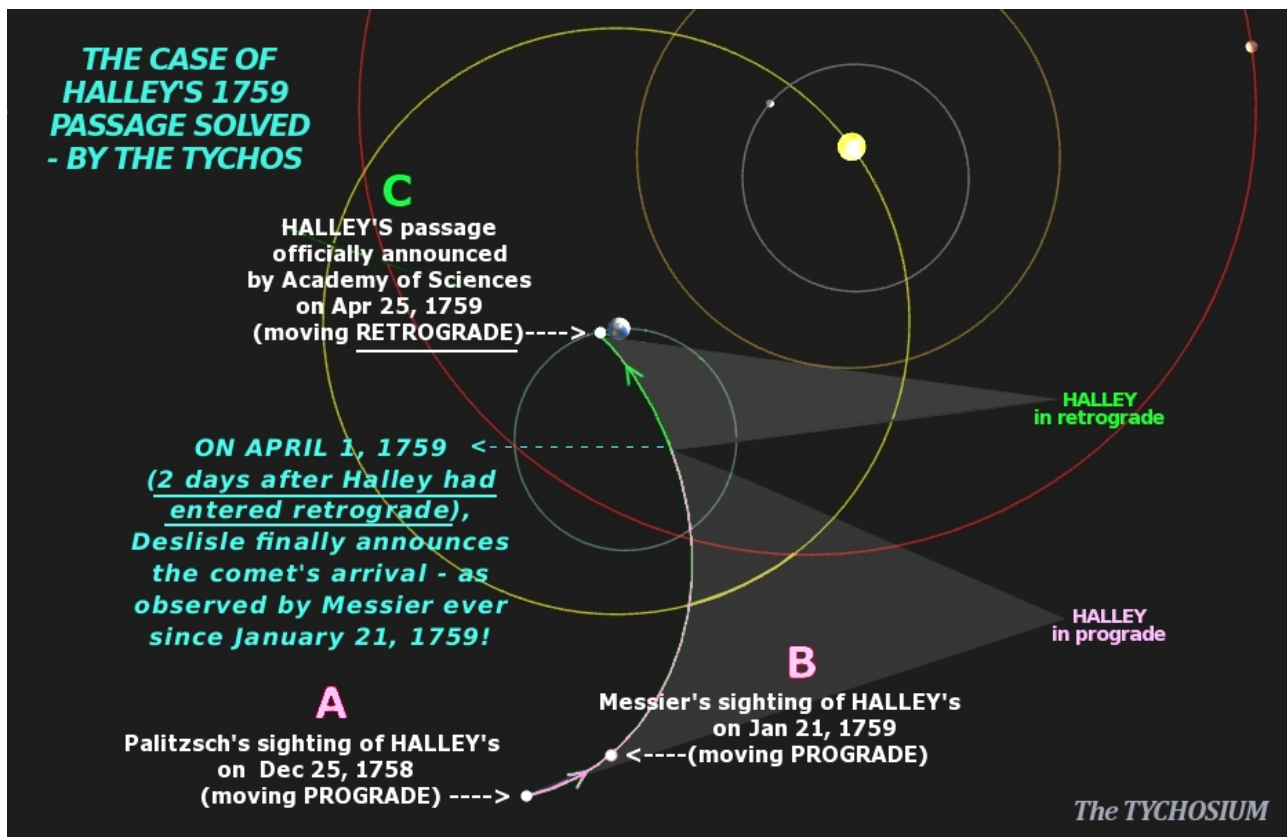 THE CASE OF
HALLEY'S 1759
PASSAGE SOLVED
- BY THE TYCHOS
C
HALLEY'S passage
officially announced
by Academy of Sciences
on Apr 25, 1759
(moving RETROGRADE)---->
HALLEY
in retrograde
ON APRIL 1, 1759 <----------------
(2 days after Halley had
entered retrograde),
Deslisle finally announces
the comet's arrival - as
observed by Messier ever
since January 21, 1759!
HALLEY
in prograde
A
Palitzsch's sighting of HALLEY's
on Dec 25, 1758
(moving PROGRADE) ---->
B
Messier's sighting of HALLEY's
on Jan 21, 1759
<----(moving PROGRADE)
The TYCHOSIUM